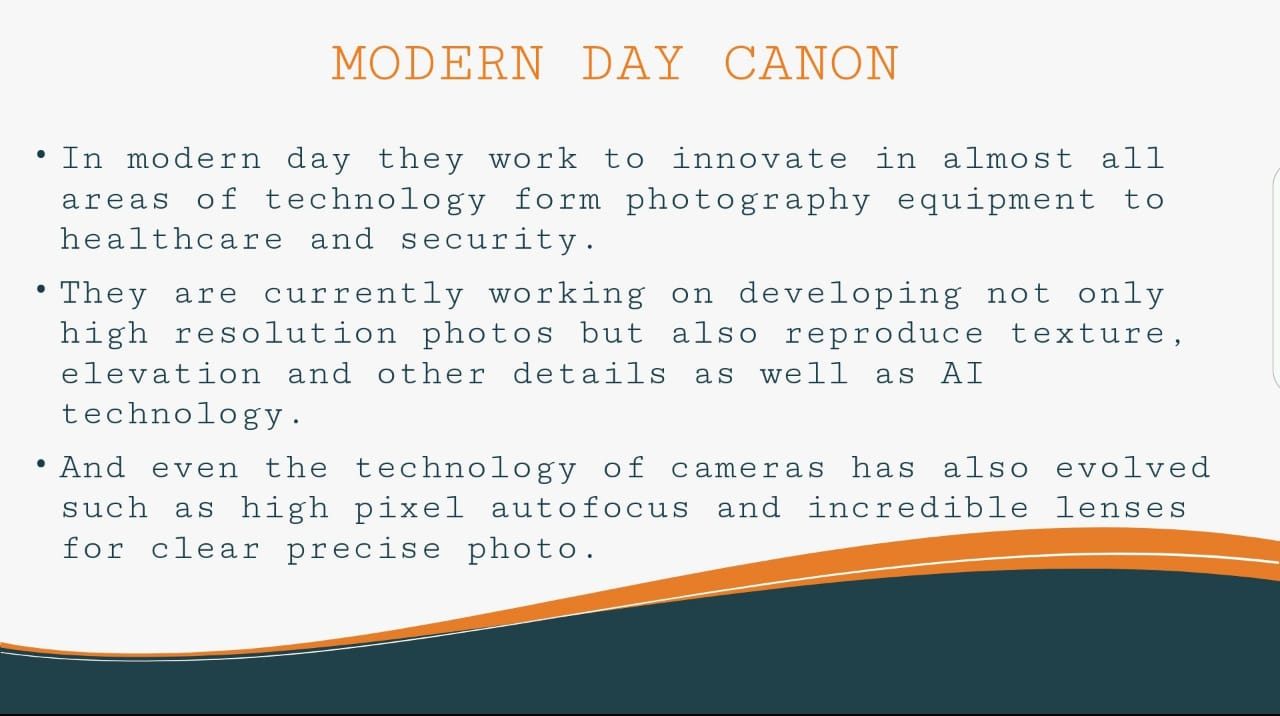 MODERN DAY CANON
• In modern day they work to innovate in almost all
areas of technology form photography equipment to
healthcare and security.
• They are currently working on developing not only
high resolution photos but also reproduce texture,
elevation and other details as well as AI
technology.
• And even the technology of cameras has also evolved
such as high pixel autofocus and incredible lenses
for clear precise photo.